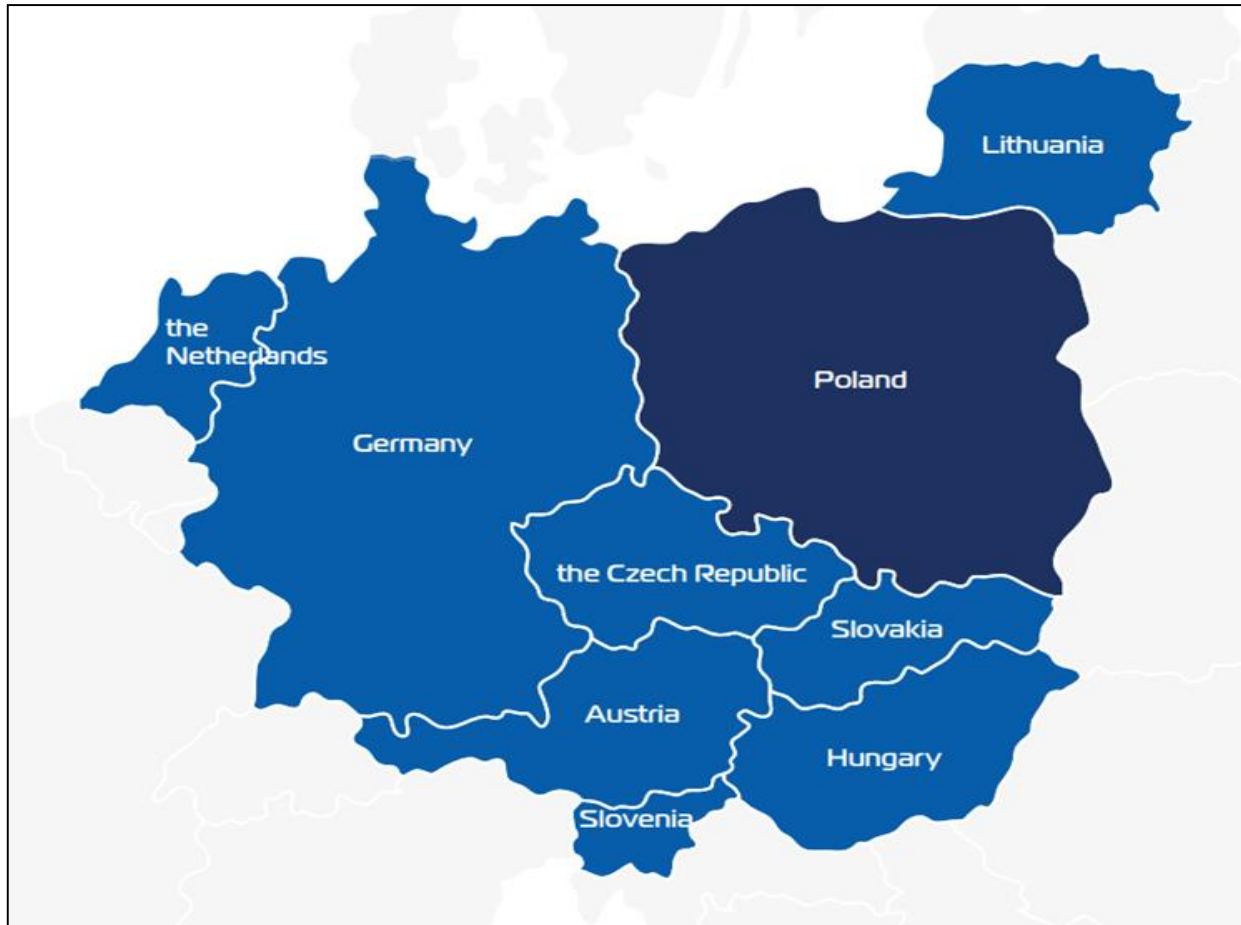 Lithuania
the
Netherlands
Poland
Germany
the Czech Republic
Slovakia
Austria
Hungary
Slovenia